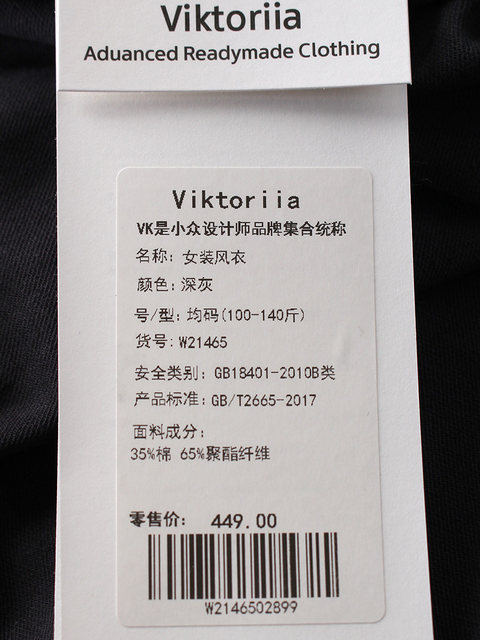 Viktoriia
Aduanced Readymade Clothing
Viktoriia
VK是小众设计师品牌集合统称
名称: 女装风衣
颜色: 深灰
号/型: 均码(100-140斤)
货号: W21465
安全类别: GB18401-2010B类
产品标准: GB/T2665-2017
面料成分:
35%棉 65%聚酯纤维
零售价: 449.00
W2146502899